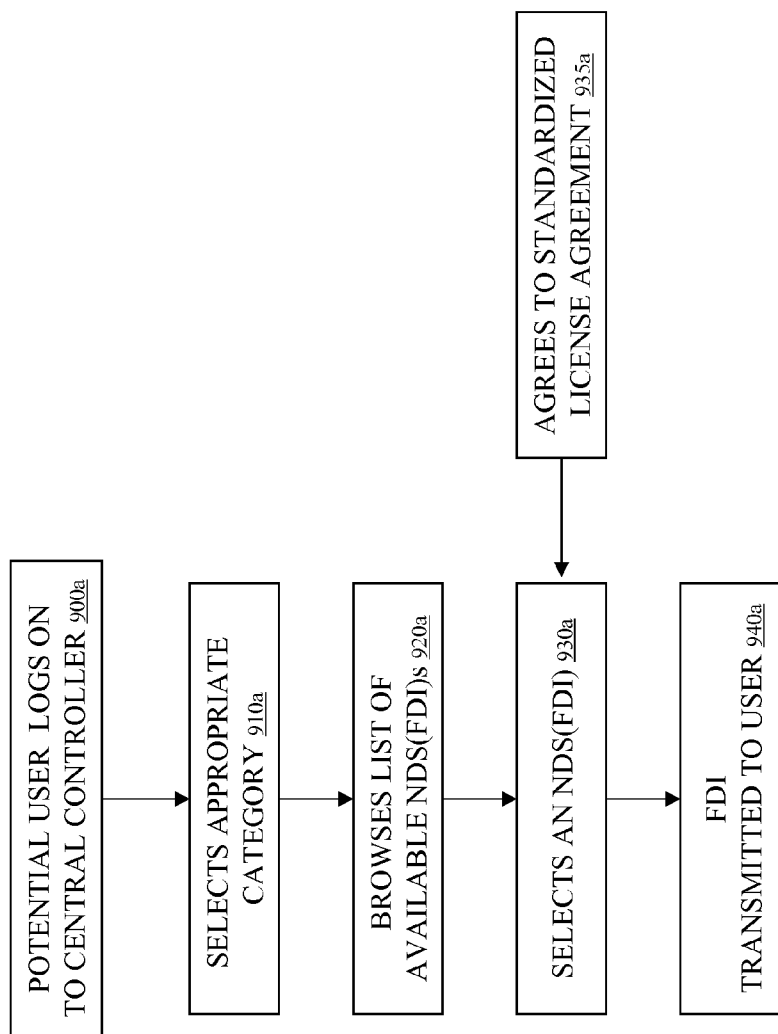 POTENTIAL USER LOGS ON
TO CENTRAL CONTROLLER 900a
SELECTS APPROPRIATE
CATEGORY 910a
BROWSES LIST OF
AVAILABLE NDS(FDI)s 920a
SELECTS AN NDS(FDI) 930a
AGREES TO STANDARDIZED
LICENSE AGREEMENT 935a
FDI
TRANSMITTED TO USER 940a